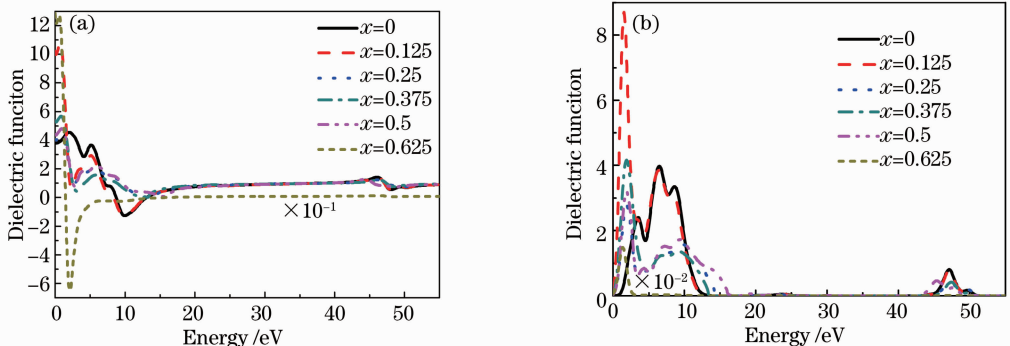 (a)
Dielectric funciton
12
10
8
6
4
2
0
−2
−4
−6
x=0
x=0.125
x=0.25
x=0.375
x=0.5
x=0.625
×10⁻¹
0 10 20 30 40 50
Energy /eV
(b)
Dielectric funciton
8
6
4
2
0
x=0
x=0.125
x=0.25
x=0.375
x=0.5
x=0.625
×10⁻²
0 10 20 30 40 50
Energy /eV